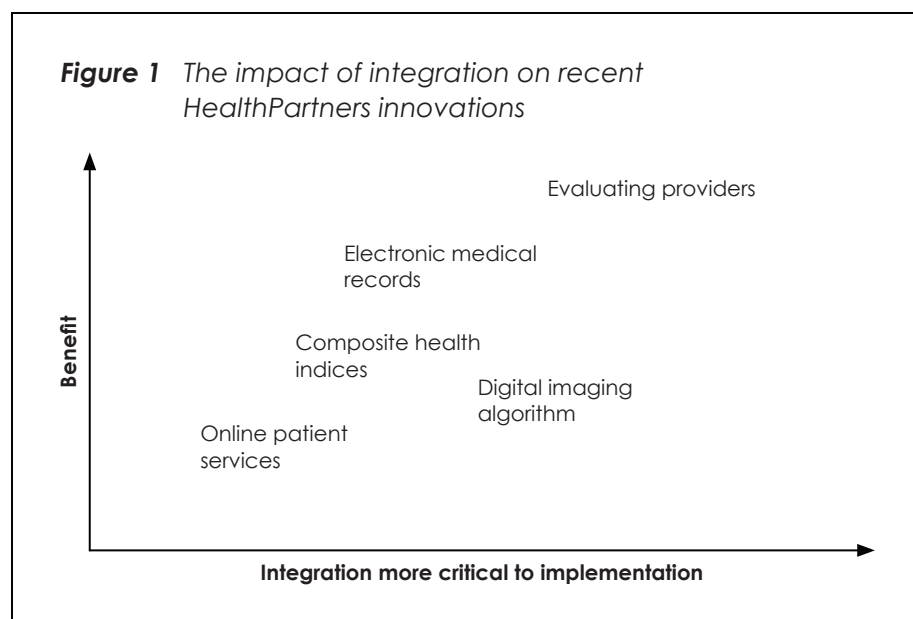 Figure 1 The impact of integration on recent
HealthPartners innovations
Evaluating providers
Electronic medical
records
Composite health
indices
Digital imaging
algorithm
Online patient
services
Benefit
Integration more critical to implementation